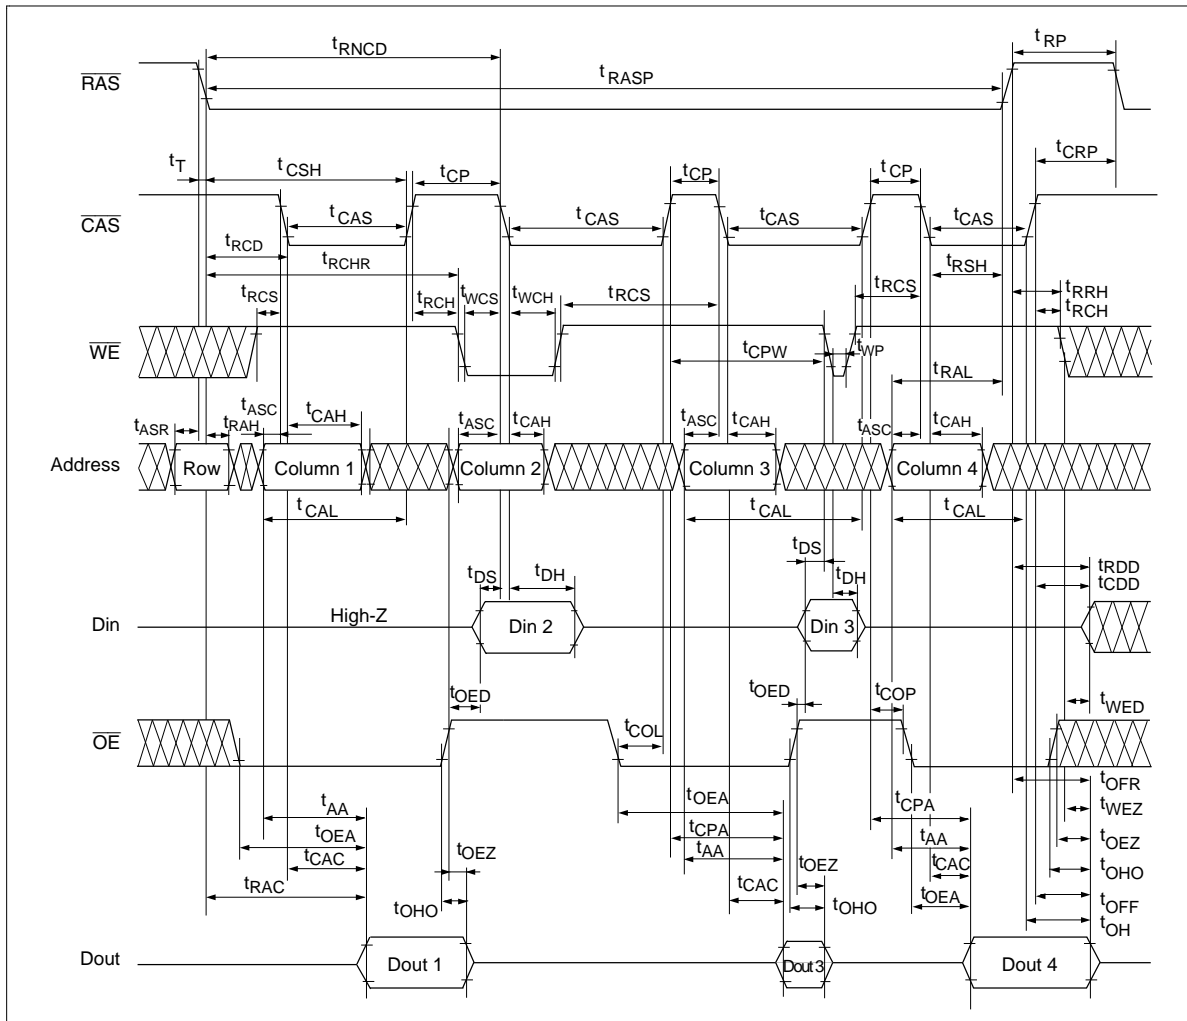 tRNCD
tRP
RAS
tRASP
tT
tCSH
tCP
tCP
tCP
tCRP
CAS
tCAS
tCAS
tCAS
tCAS
tRCD
tRCHR
tRSH
tRCS
tRCH
tWCS
tWCH
tRCS
tRCS
tRRH
tRCH
WE
tCPW
tWP
tRAL
tASR
tRAH
tASC
tCAH
tASC
tCAH
tASC
tCAH
tASC
tCAH
Address
Row
Column 1
Column 2
Column 3
Column 4
tCAL
tCAL
tCAL
tDS
tDH
tDS
tDH
tRDD
tCDD
Din
High-Z
Din 2
Din 3
tOED
tOED
tCOP
tWED
OE
tCOL
tOFR
tAA
tOEA
tCPA
tWEZ
tOEA
tCPA
tAA
tOEZ
tCAC
tOEZ
tAA
tOEZ
tCAC
tOHO
tRAC
tCAC
tOEA
tOHO
tOHO
tOFF
tOH
Dout
Dout 1
Dout 3
Dout 4